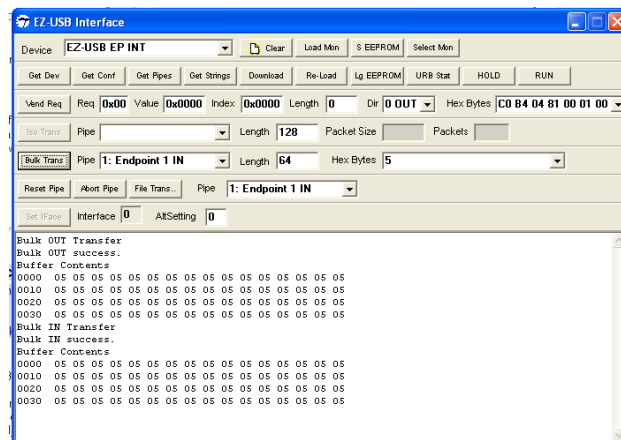 EZ-USB Interface
Device EZ-USB EP INT Clear Load Mon S EEPROM Select Mon
Get Dev Get Conf Get Pipes Get Strings Download Re-Load Lg EEPROM URB Stat HOLD RUN
Vend Req Req 0x00 Value 0x0000 Index 0x0000 Length 0 Dir 0 OUT Hex Bytes C0 B4 04 81 00 01 00
Iso Trans Pipe Length 128 Packet Size Packets
Bulk Trans Pipe 1: Endpoint 1 IN Length 64 Hex Bytes 5
Reset Pipe Abort Pipe File Trans.. Pipe 1: Endpoint 1 IN
Set IFace Interface 0 AltSetting 0
Bulk OUT Transfer
Bulk OUT success.
Buffer Contents
0000 05 05 05 05 05 05 05 05 05 05 05 05 05 05 05 05
0010 05 05 05 05 05 05 05 05 05 05 05 05 05 05 05 05
0020 05 05 05 05 05 05 05 05 05 05 05 05 05 05 05 05
0030 05 05 05 05 05 05 05 05 05 05 05 05 05 05 05 05
Bulk IN Transfer
Bulk IN success.
Buffer Contents
0000 05 05 05 05 05 05 05 05 05 05 05 05 05 05 05 05
0010 05 05 05 05 05 05 05 05 05 05 05 05 05 05 05 05
0020 05 05 05 05 05 05 05 05 05 05 05 05 05 05 05 05
0030 05 05 05 05 05 05 05 05 05 05 05 05 05 05 05 05